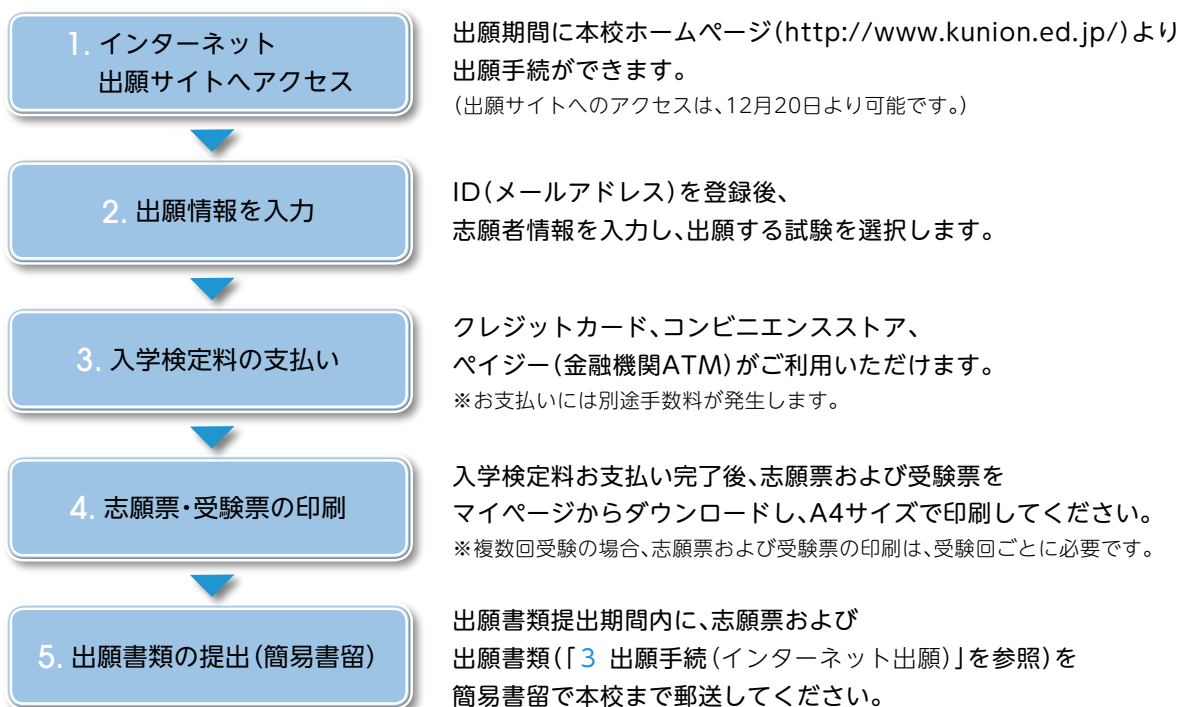 1. インターネット
出願サイトへアクセス
出願期間に本校ホームページ(http://www.kunion.ed.jp/)より
出願手続ができます。
(出願サイトへのアクセスは、12月20日より可能です。)
2. 出願情報を入力
ID(メールアドレス)を登録後、
志願者情報を入力し、出願する試験を選択します。
3. 入学検定料の支払い
クレジットカード、コンビニエンスストア、
ペイジー(金融機関ATM)がご利用いただけます。
※お支払いには別途手数料が発生します。
4. 志願票・受験票の印刷
入学検定料お支払い完了後、志願票および受験票を
マイページからダウンロードし、A4サイズで印刷してください。
※複数回受験の場合、志願票および受験票の印刷は、受験回ごとに必要です。
5. 出願書類の提出(簡易書留)
出願書類提出期間内に、志願票および
出願書類(「3 出願手続(インターネット出願)」を参照)を
簡易書留で本校まで郵送してください。